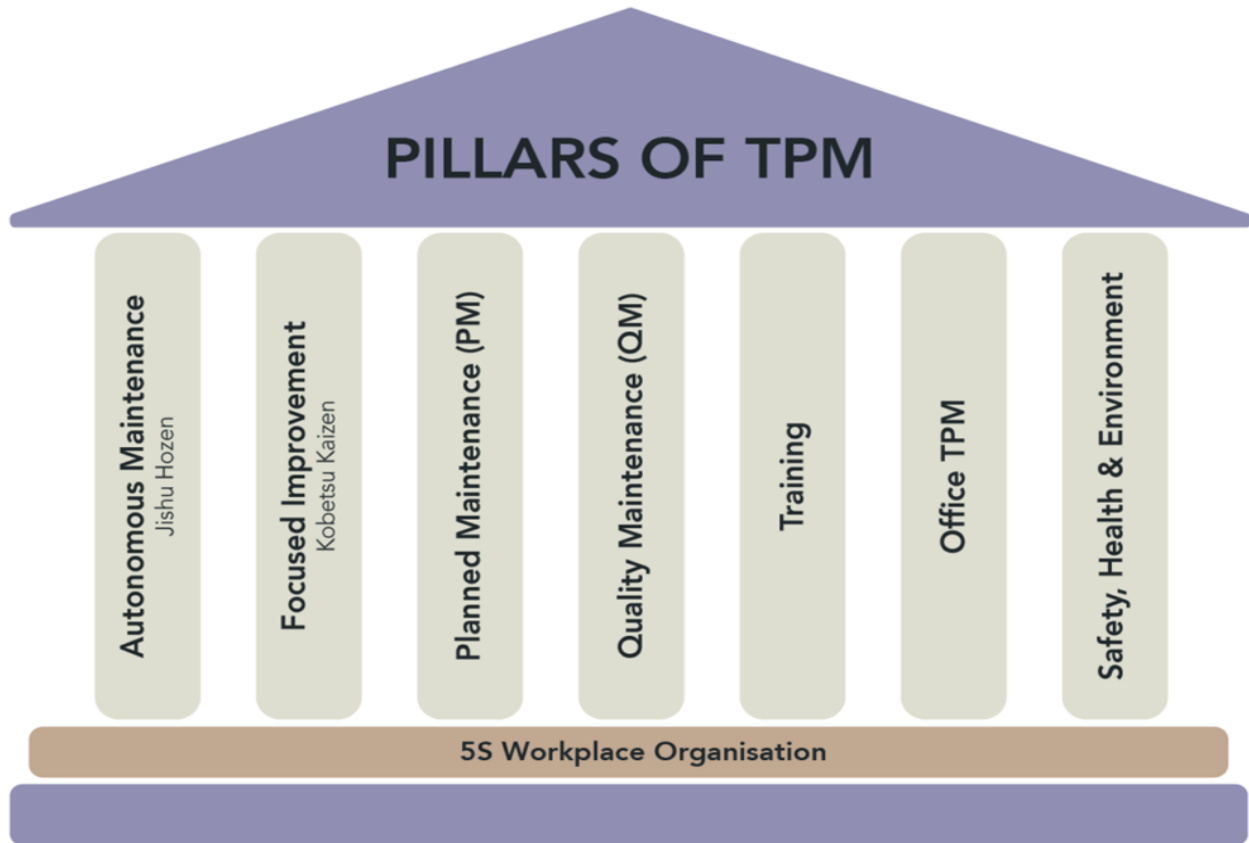 PILLARS OF TPM
Autonomous Maintenance
Jishu Hozen
Focused Improvement
Kobetsu Kaizen
Planned Maintenance (PM)
Quality Maintenance (QM)
Training
Office TPM
Safety, Health & Environment
5S Workplace Organisation